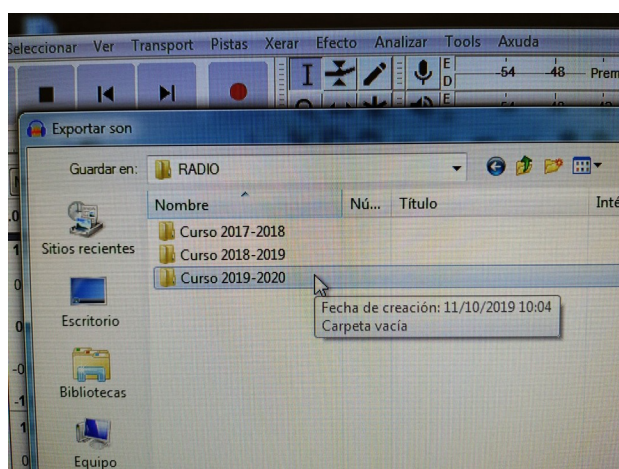 Seleccionar Ver Transport Pistas Xerar Efecto Analizar Tools Axuda
E
D
-54 -48 Prem
E
Exportar son
Guardar en: RADIO
Nombre Nú... Título Inté
Sitios recientes
Curso 2017-2018
Curso 2018-2019
Curso 2019-2020
Fecha de creación: 11/10/2019 10:04
Carpeta vacía
Escritorio
Bibliotecas
Equipo